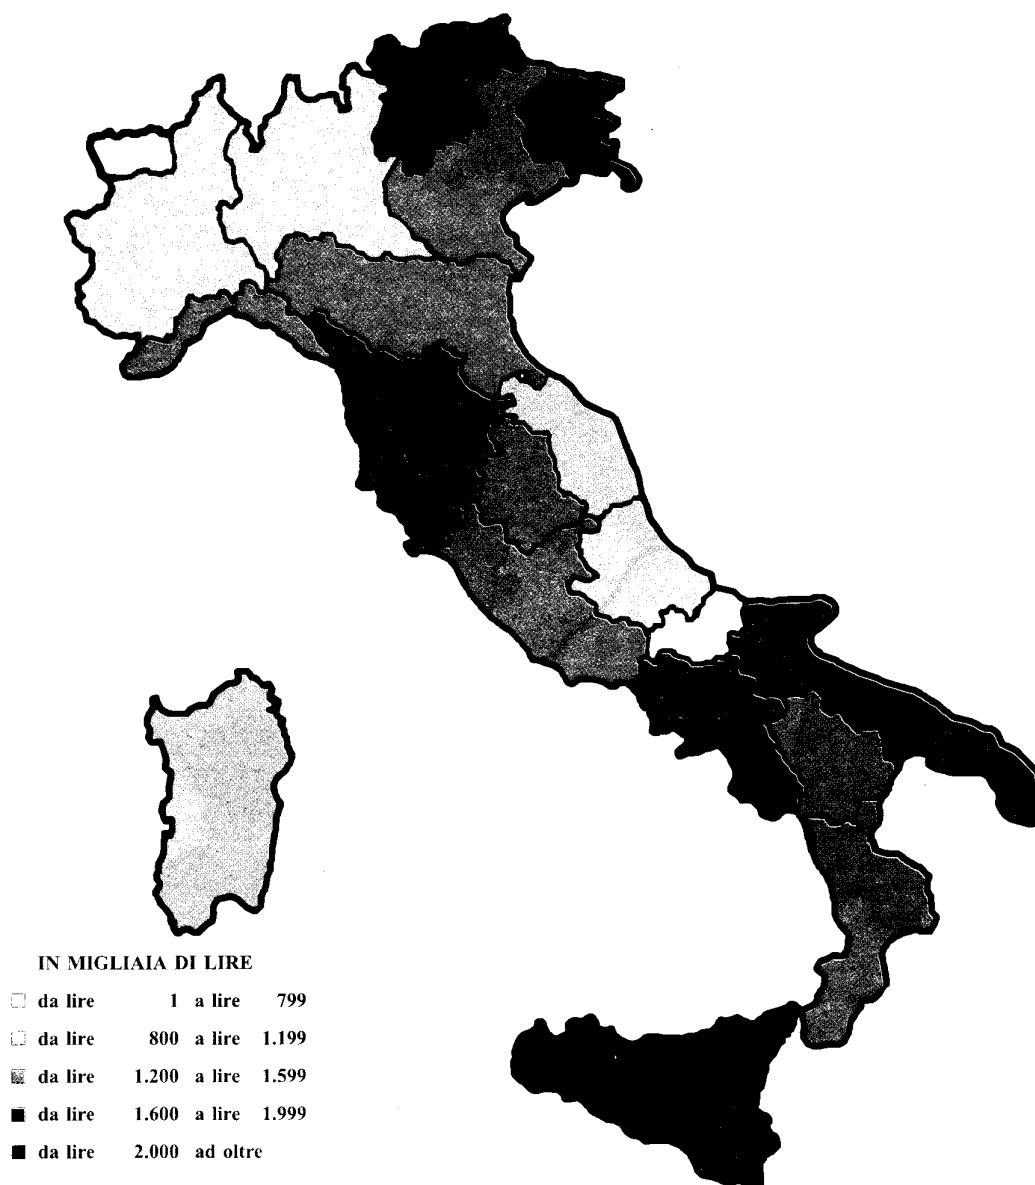 IN MIGLIAIA DI LIRE
da lire 1 a lire 799
da lire 800 a lire 1.199
da lire 1.200 a lire 1.599
da lire 1.600 a lire 1.999
da lire 2.000 ad oltre